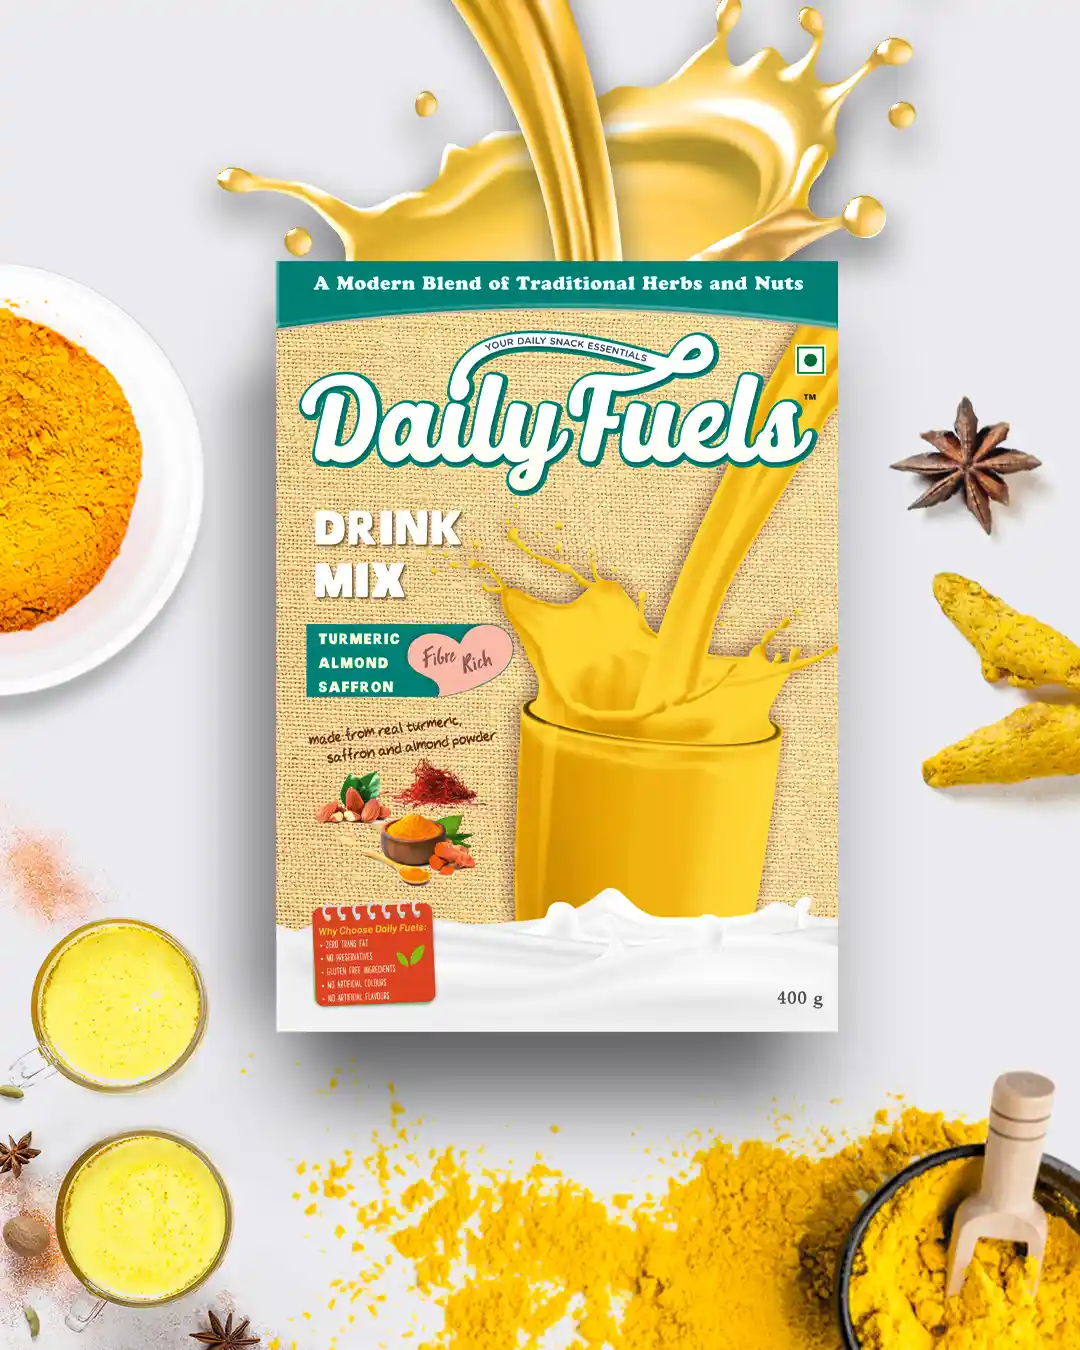 A Modern Blend of Traditional Herbs and Nuts
YOUR DAILY SNACK ESSENTIALS
Daily Fuels™
DRINK
MIX
TURMERIC
ALMOND
SAFFRON
Fibre Rich
made from real turmeric,
saffron and almond powder
Why Choose Daily Fuels:
• ZERO TRANS FAT
• NO PRESERVATIVES
• GLUTEN FREE INGREDIENTS
• NO ARTIFICIAL COLOURS
• NO ARTIFICIAL FLAVOURS
400 g